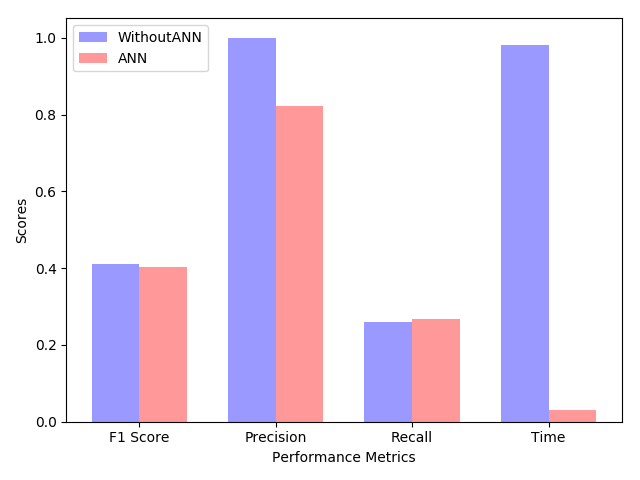 WithoutANN
ANN
1.0
0.8
0.6
0.4
0.2
0.0
Scores
F1 Score
Precision
Recall
Time
Performance Metrics